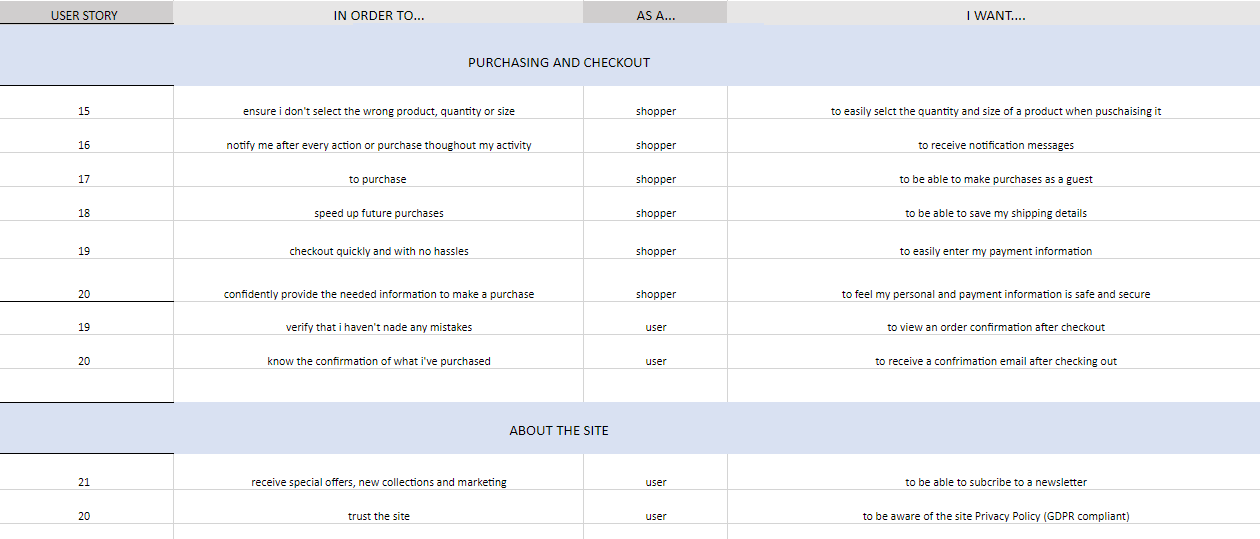 USER STORY IN ORDER TO... AS A... I WANT....
PURCHASING AND CHECKOUT
15 ensure i don't select the wrong product, quantity or size shopper to easily selct the quantity and size of a product when puschaising it
16 notify me after every action or purchase thoughout my activity shopper to receive notification messages
17 to purchase shopper to be able to make purchases as a guest
18 speed up future purchases shopper to be able to save my shipping details
19 checkout quickly and with no hassles shopper to easily enter my payment information
20 confidently provide the needed information to make a purchase shopper to feel my personal and payment information is safe and secure
19 verify that i haven't nade any mistakes user to view an order confirmation after checkout
20 know the confirmation of what i've purchased user to receive a confrimation email after checking out
ABOUT THE SITE
21 receive special offers, new collections and marketing user to be able to subcribe to a newsletter
20 trust the site user to be aware of the site Privacy Policy (GDPR compliant)